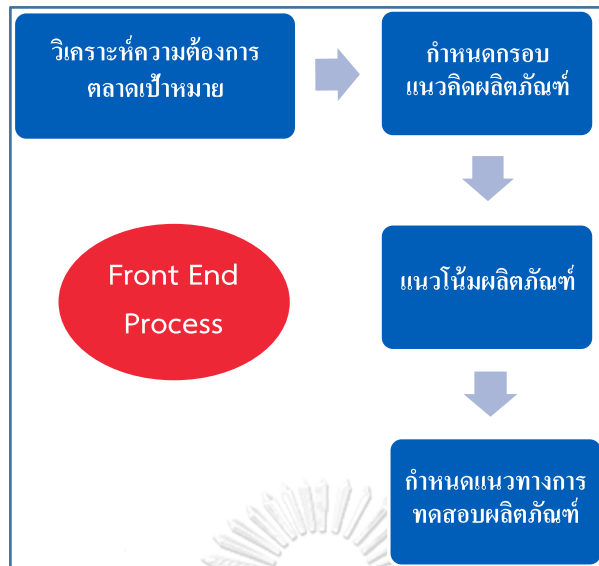 วิเคราะห์ความต้องการ
ตลาดเป้าหมาย
กำหนดกรอบ
แนวคิดผลิตภัณฑ์
Front End
Process
แนวโน้มผลิตภัณฑ์
กำหนดแนวทางการ
ทดสอบผลิตภัณฑ์